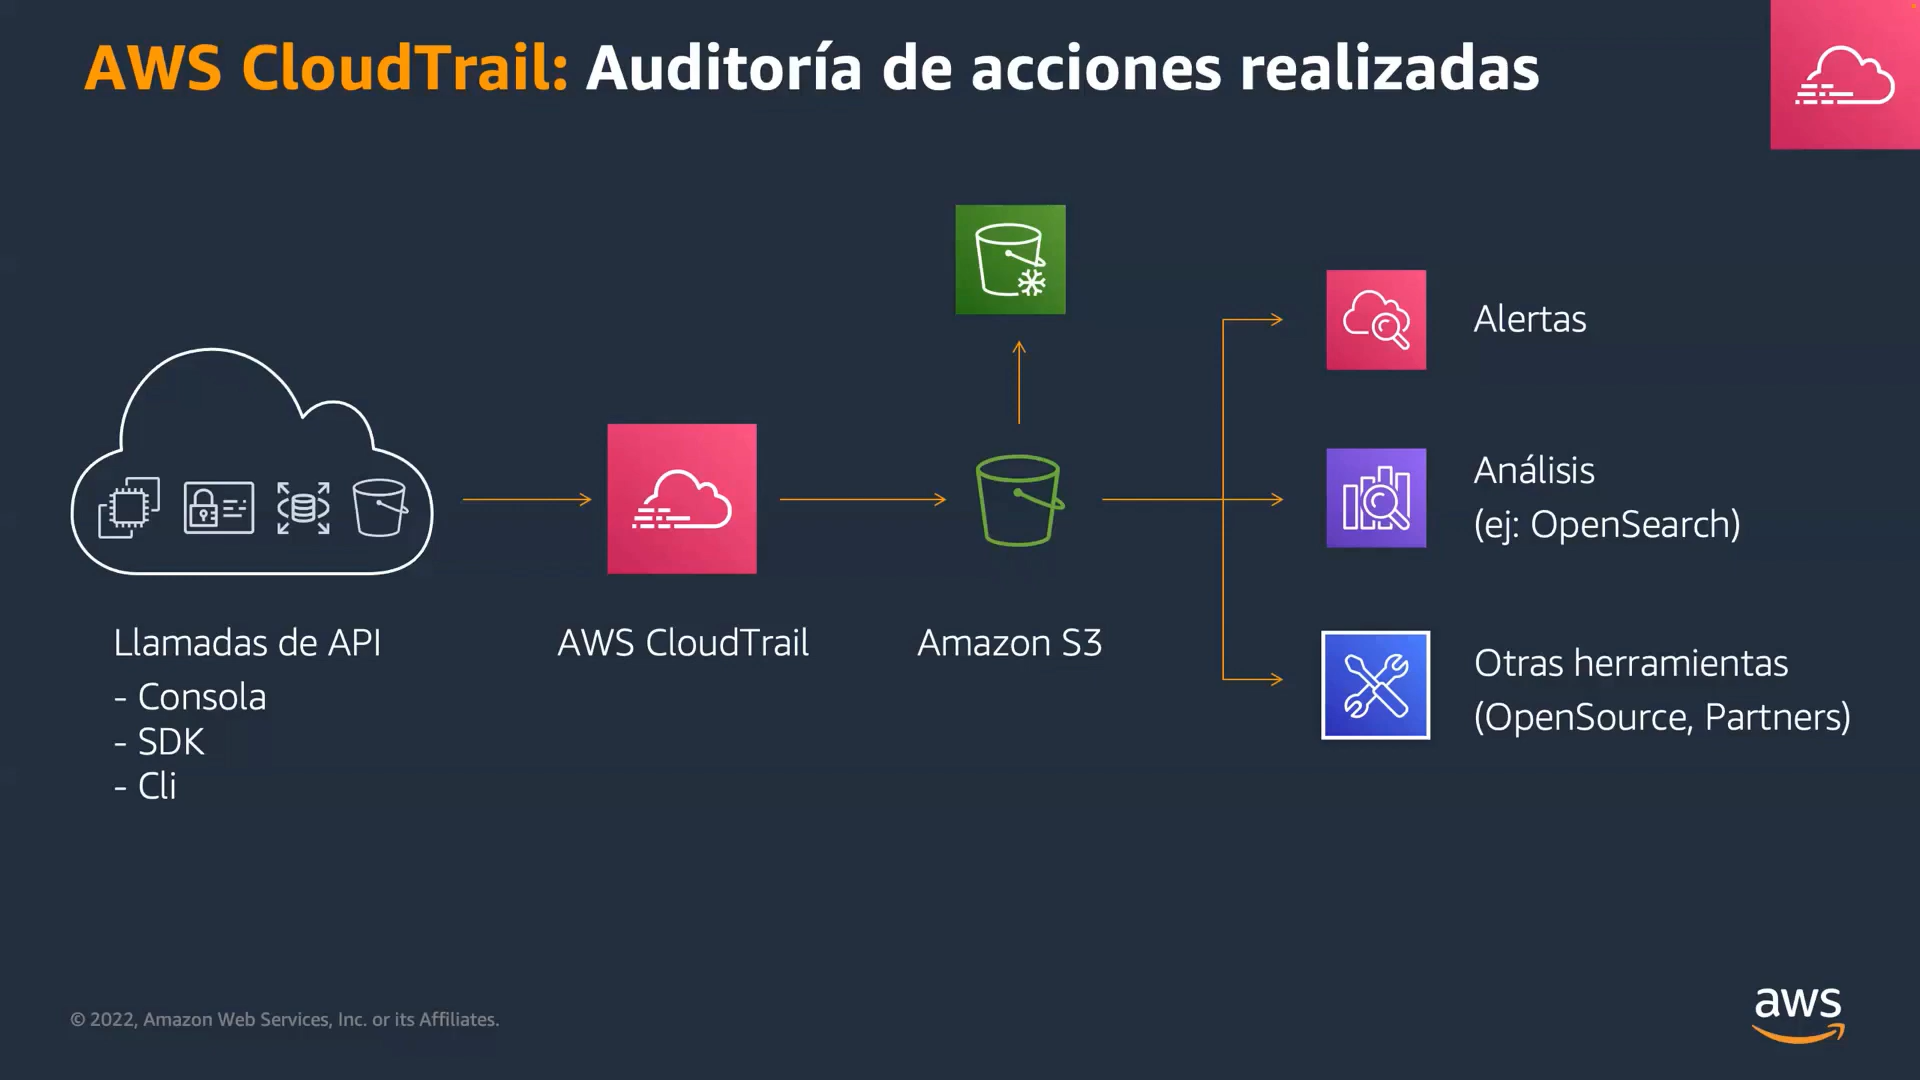 AWS CloudTrail: Auditoría de acciones realizadas
Llamadas de API
- Consola
- SDK
- Cli
AWS CloudTrail
Amazon S3
Alertas
Análisis
(ej: OpenSearch)
Otras herramientas
(OpenSource, Partners)
© 2022, Amazon Web Services, Inc. or its Affiliates.
aws